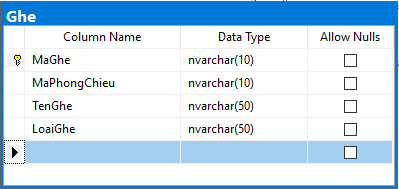 Ghe
Column Name Data Type Allow Nulls
MaGhe nvarchar(10)
MaPhongChieu nvarchar(10)
TenGhe nvarchar(50)
LoaiGhe nvarchar(50)